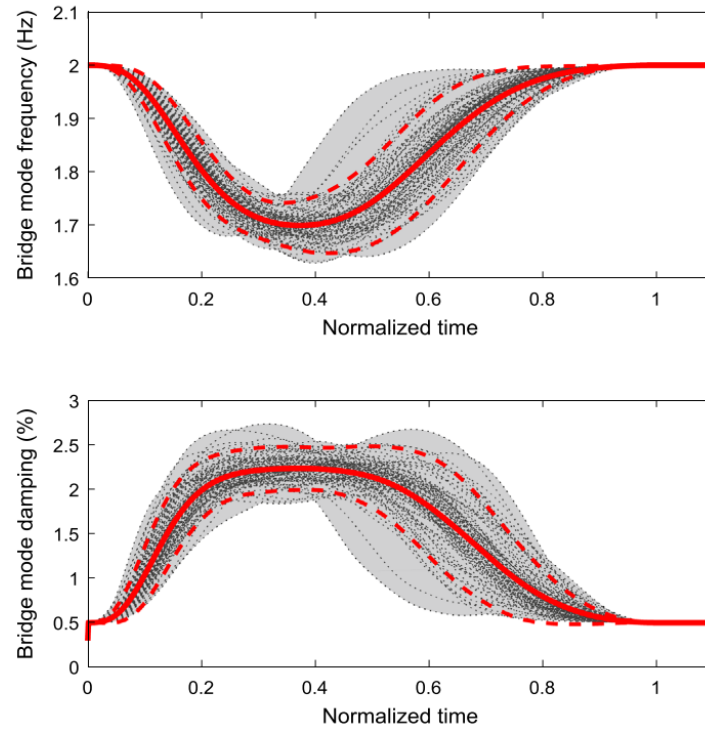 2.1
2
1.9
1.8
1.7
1.6
Bridge mode frequency (Hz)
0 0.2 0.4 0.6 0.8 1
Normalized time
3
2.5
2
1.5
1
0.5
0
Bridge mode damping (%)
0 0.2 0.4 0.6 0.8 1
Normalized time